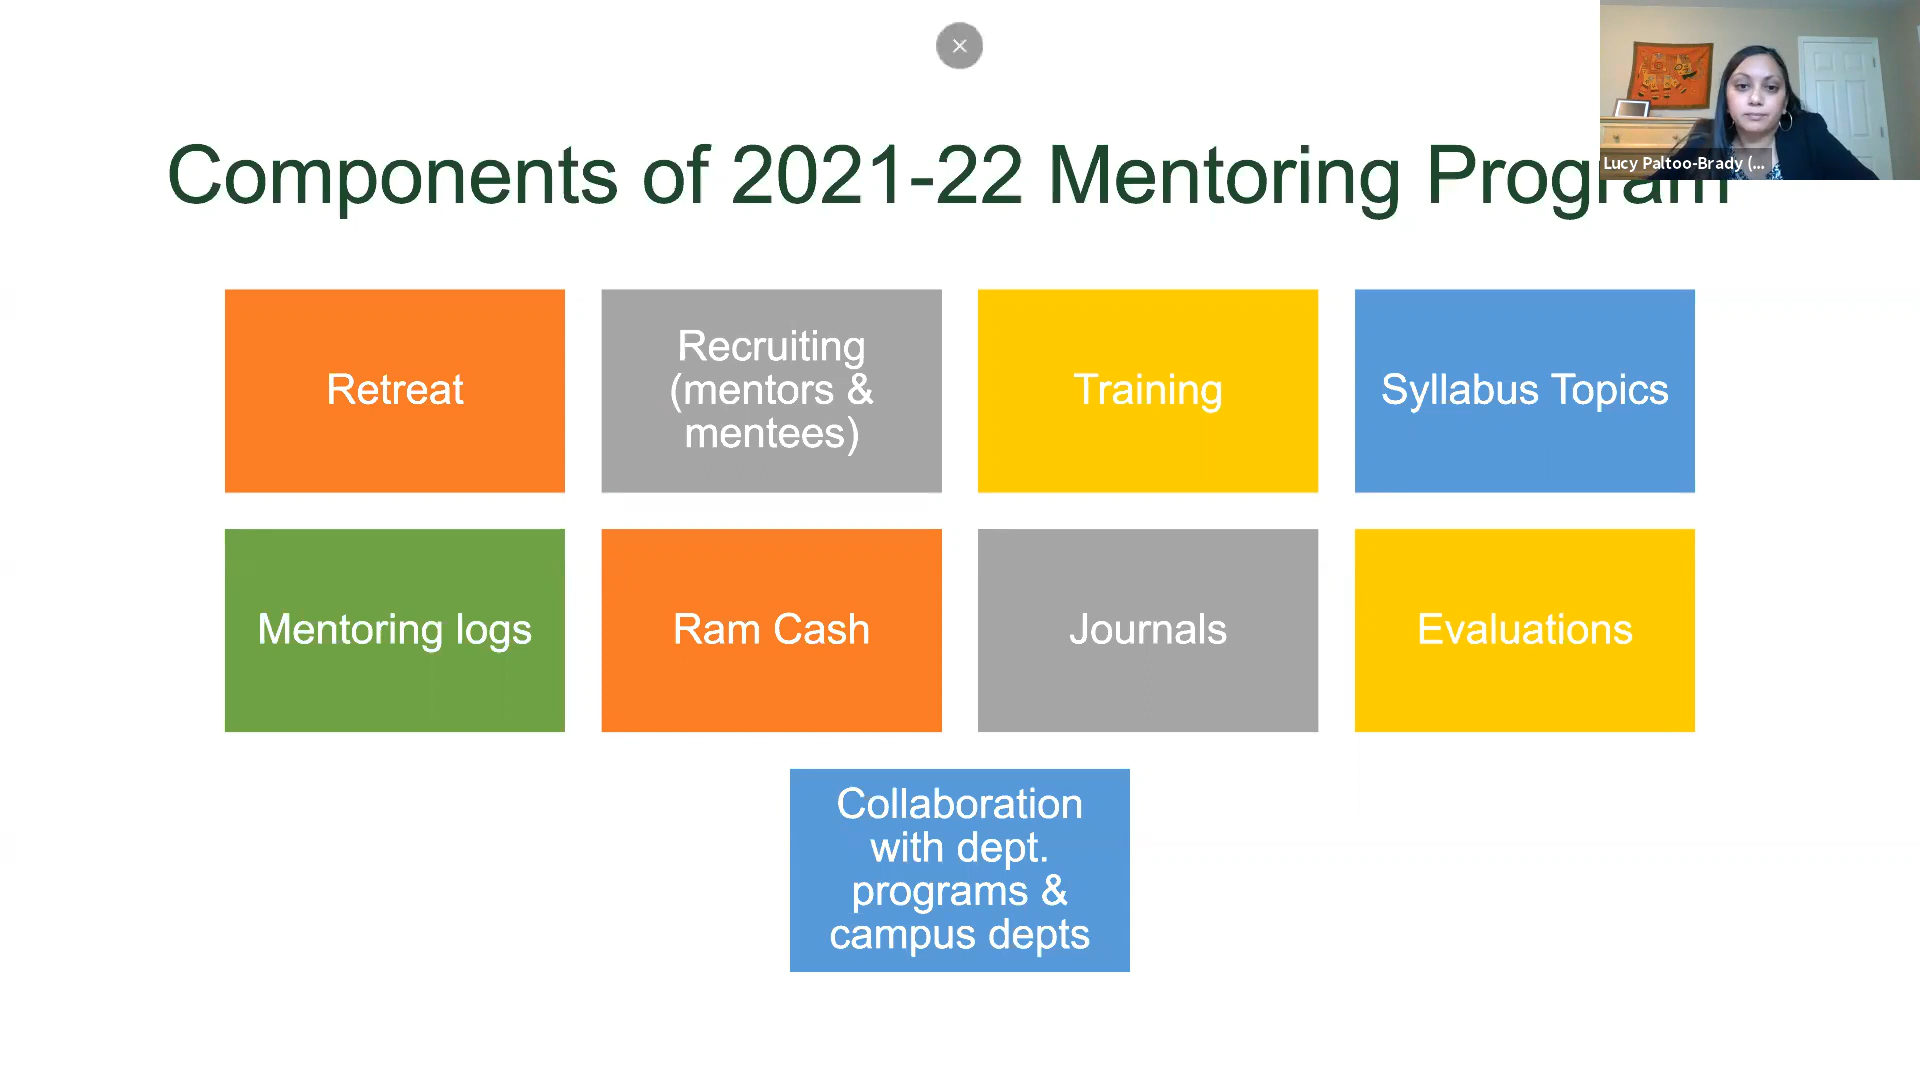 Components of 2021-22 Mentoring Program
Lucy Paltoo-Brady (...
Retreat
Recruiting
(mentors &
mentees)
Training
Syllabus Topics
Mentoring logs
Ram Cash
Journals
Evaluations
Collaboration
with dept.
programs &
campus depts